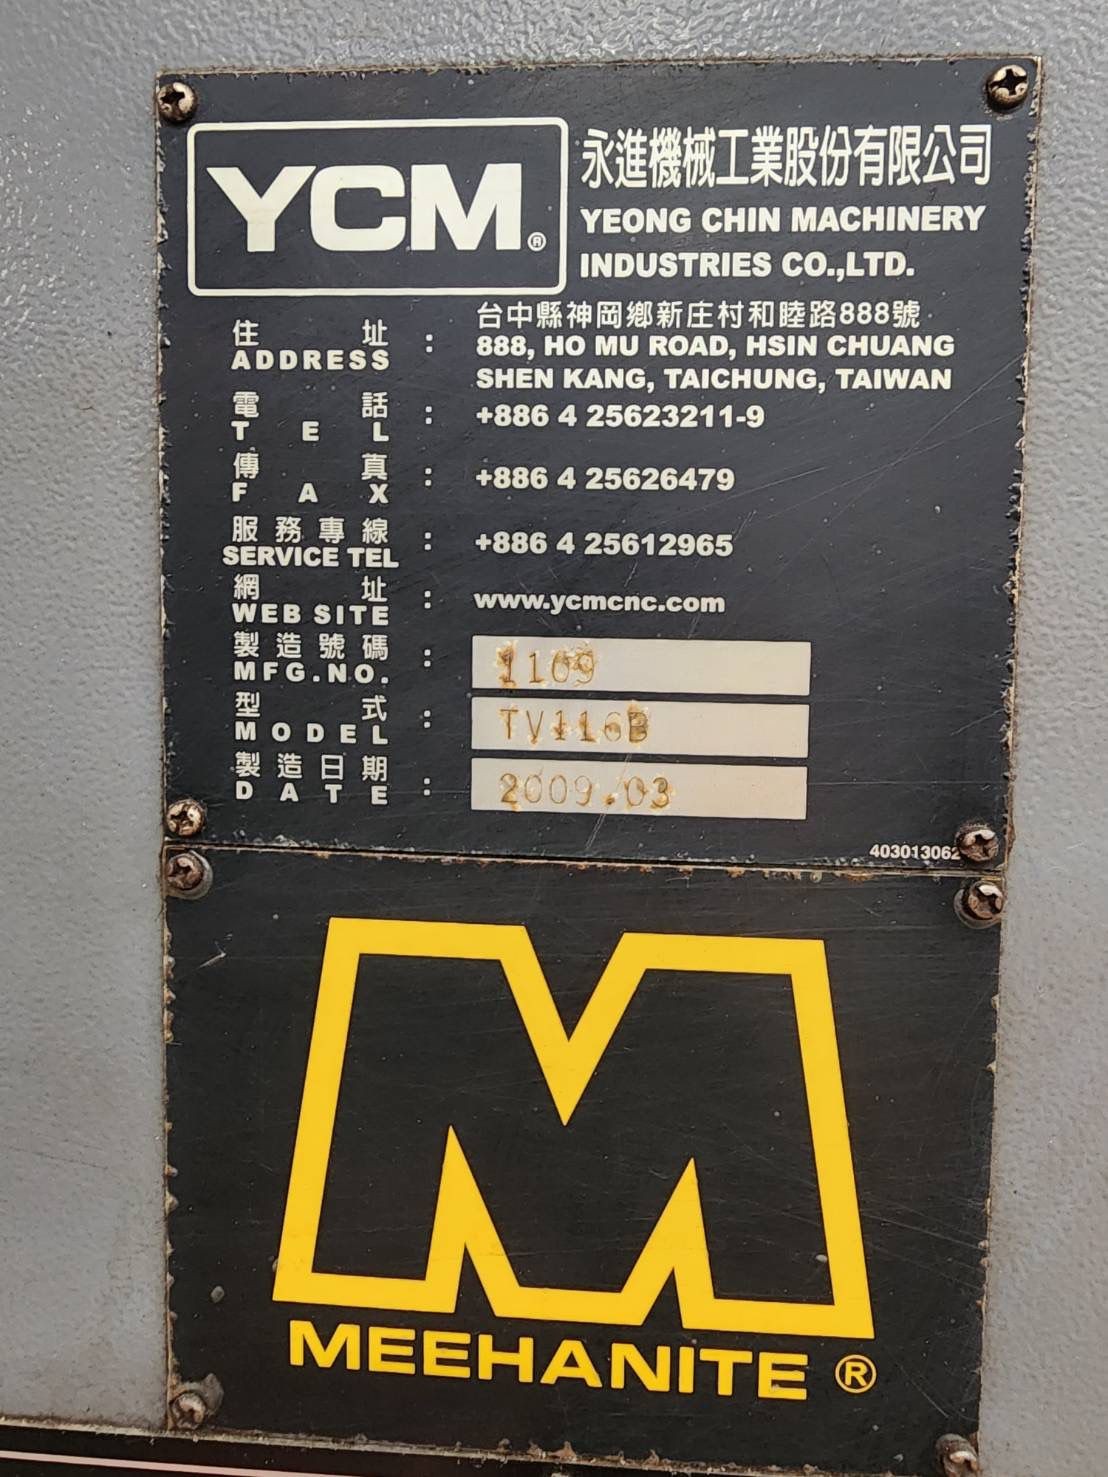 YCM®
永進機械工業股份有限公司
YEONG CHIN MACHINERY
INDUSTRIES CO.,LTD.
住址 : 台中縣神岡鄉新庄村和睦路888號
ADDRESS 888, HO MU ROAD, HSIN CHUANG
SHEN KANG, TAICHUNG, TAIWAN
電話 : +886 4 25623211-9
TEL
傳真 : +886 4 25626479
FAX
服務專線 : +886 4 25612965
SERVICE TEL
網址 : www.ycmcnc.com
WEB SITE
製造號碼 : 1109
MFG.NO.
型式 : TV116B
MODEL
製造日期 : 2009.03
DATE
403013062
MEEHANITE ®